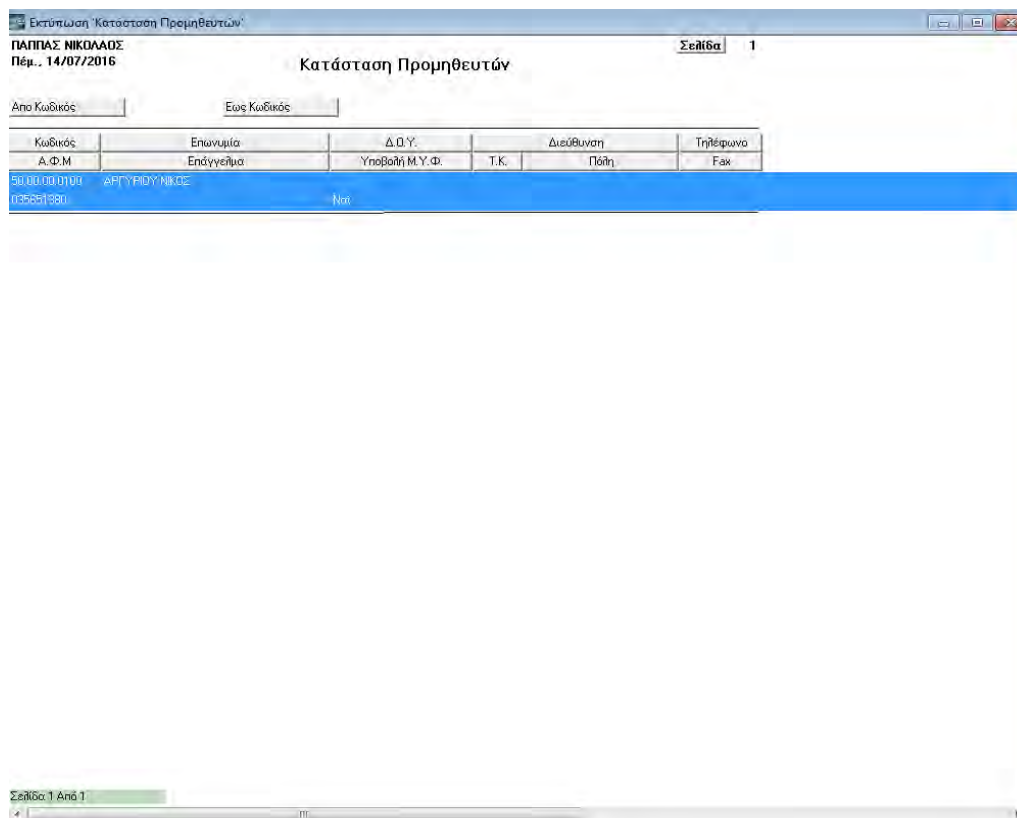 Εκτύπωση 'Κατάσταση Προμηθευτών'
ΠΑΠΠΑΣ ΝΙΚΟΛΑΟΣ
Σελίδα 1
Πέμ., 14/07/2016
Κατάσταση Προμηθευτών
Απο Κωδικός Εως Κωδικός
Κωδικός Επωνυμία Δ.Ο.Υ. Διεύθυνση Τηλέφωνο
Α.Φ.Μ Επάγγελμα Υποβολή Μ.Υ.Φ. Τ.Κ. Πόλη Fax
50.00.00.0100 ΑΡΓΥΡΙΟΥ ΝΙΚΟΣ
035651380 Ναι
Σελίδα 1 Από 1